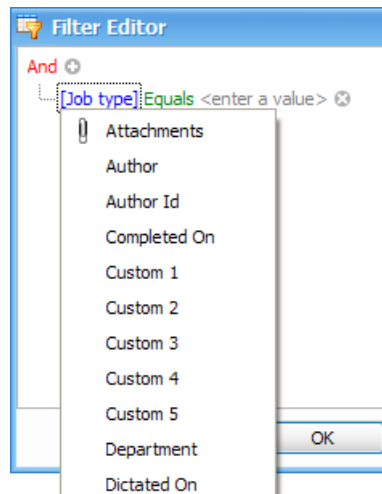 Filter Editor
And
[Job type] Equals <enter a value>
Attachments
Author
Author Id
Completed On
Custom 1
Custom 2
Custom 3
Custom 4
Custom 5
Department
OK
Dictated On